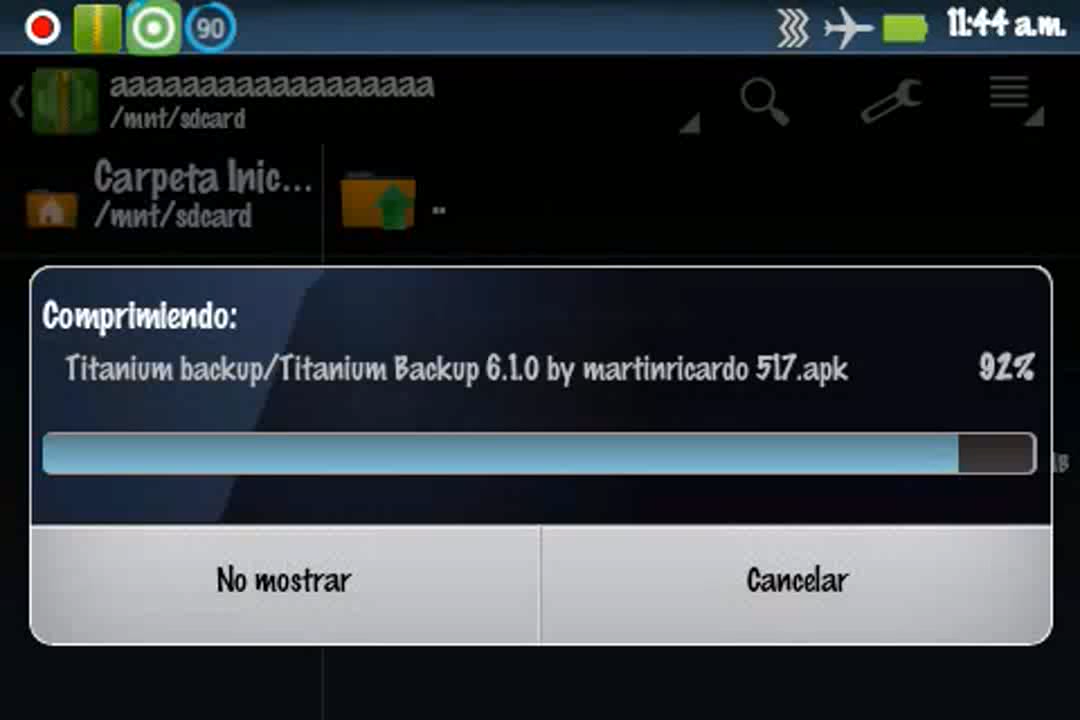 90
11:44 a.m.
aaaaaaaaaaaaaaaaaa
/mnt/sdcard
Carpeta Inic...
/mnt/sdcard
..
Comprimiendo:
Titanium backup/Titanium Backup 6.1.0 by martinricardo 517.apk 92%
No mostrar
Cancelar